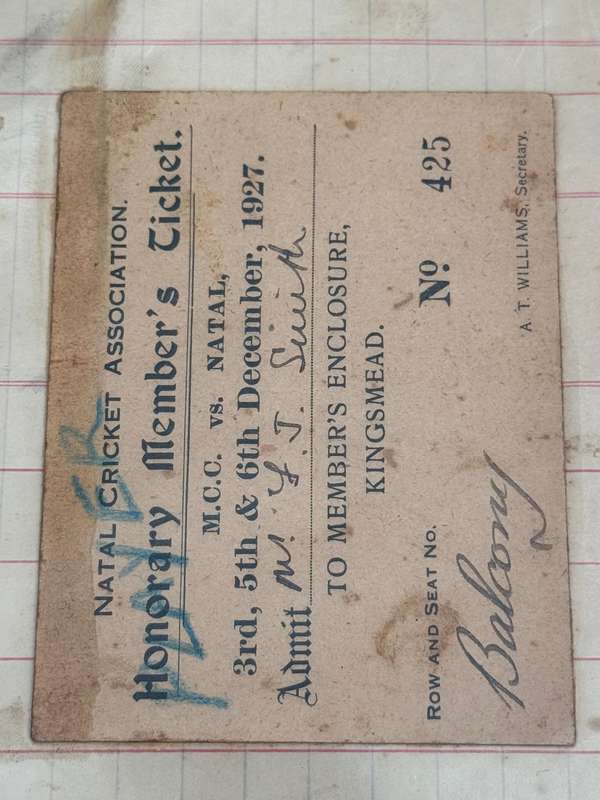 NATAL CRICKET ASSOCIATION.
PLAYER
Honorary Member's Ticket.
M.C.C. vs. NATAL,
3rd, 5th & 6th December, 1927.
Admit Mr. L. J. Smith
TO MEMBER'S ENCLOSURE,
KINGSMEAD.
ROW AND SEAT NO. Nº 425
Balcony
A. T. WILLIAMS, Secretary.